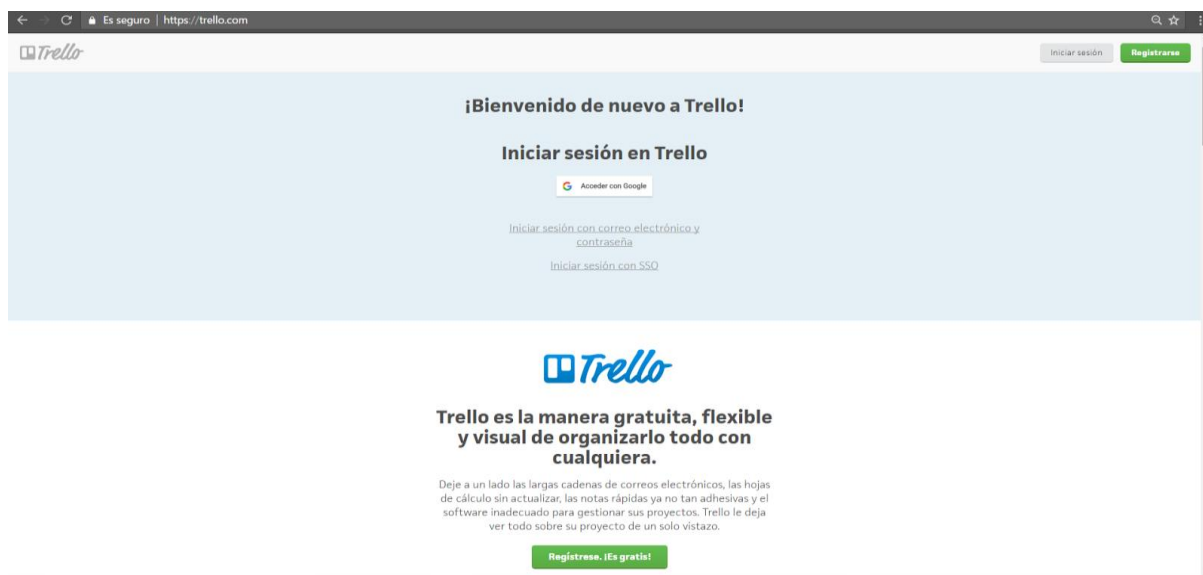 Es seguro | https://trello.com
Trello
Iniciar sesión
Registrarse
¡Bienvenido de nuevo a Trello!
Iniciar sesión en Trello
G Acceder con Google
Iniciar sesión con correo electrónico y
contraseña
Iniciar sesión con SSO
Trello
Trello es la manera gratuita, flexible
y visual de organizarlo todo con
cualquiera.
Deje a un lado las largas cadenas de correos electrónicos, las hojas
de cálculo sin actualizar, las notas rápidas ya no tan adhesivas y el
software inadecuado para gestionar sus proyectos. Trello le deja
ver todo sobre su proyecto de un solo vistazo.
Regístrese. ¡Es gratis!